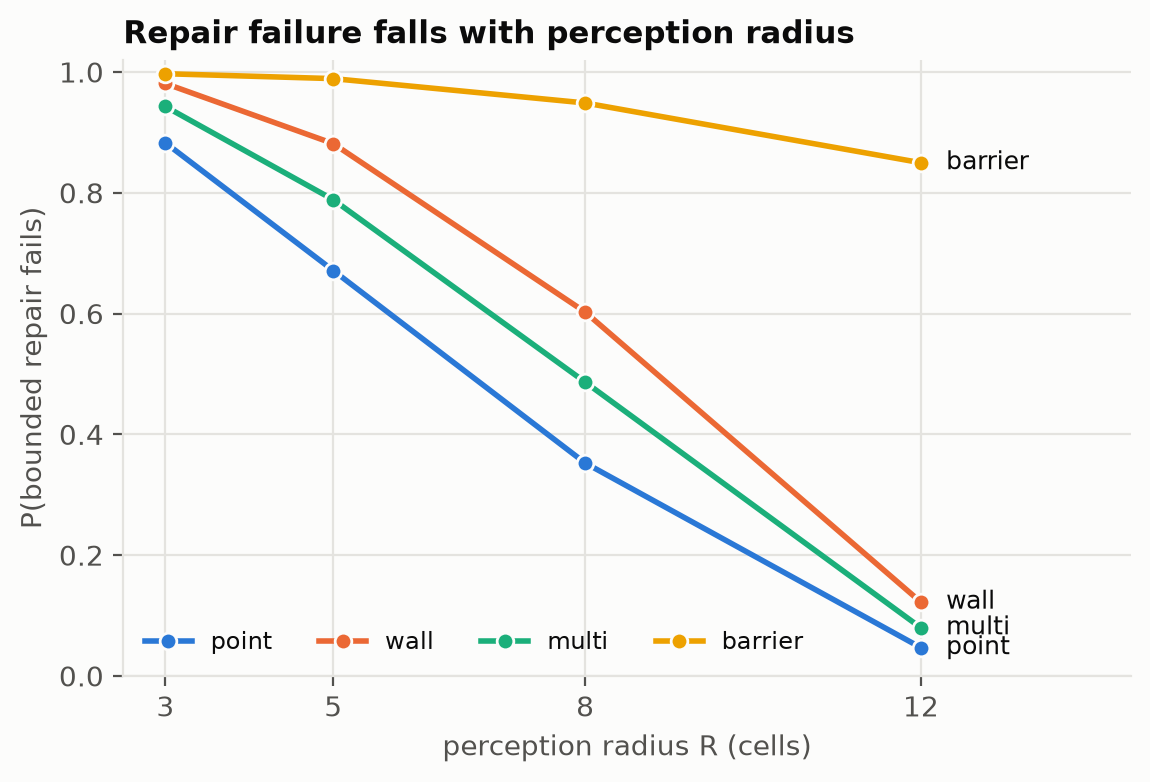 Repair failure falls with perception radius
P(bounded repair fails)
1.0
0.8
0.6
0.4
0.2
0.0
barrier
wall
multi
point
point wall multi barrier
3 5 8 12
perception radius R (cells)